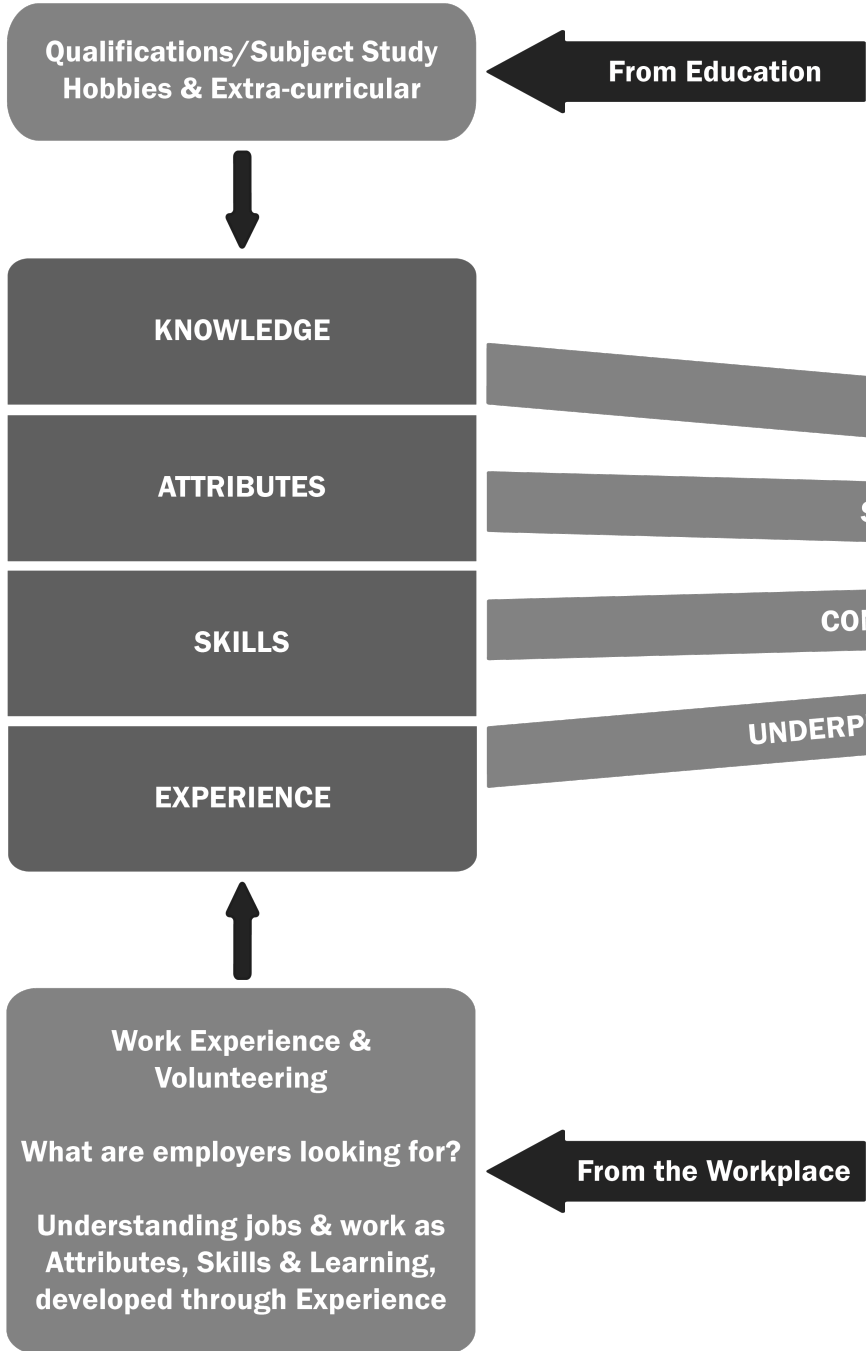 Qualifications/Subject Study
Hobbies & Extra-curricular
From Education
KNOWLEDGE
ATTRIBUTES
SKILLS
EXPERIENCE
Work Experience &
Volunteering
What are employers looking for?
Understanding jobs & work as
Attributes, Skills & Learning,
developed through Experience
From the Workplace